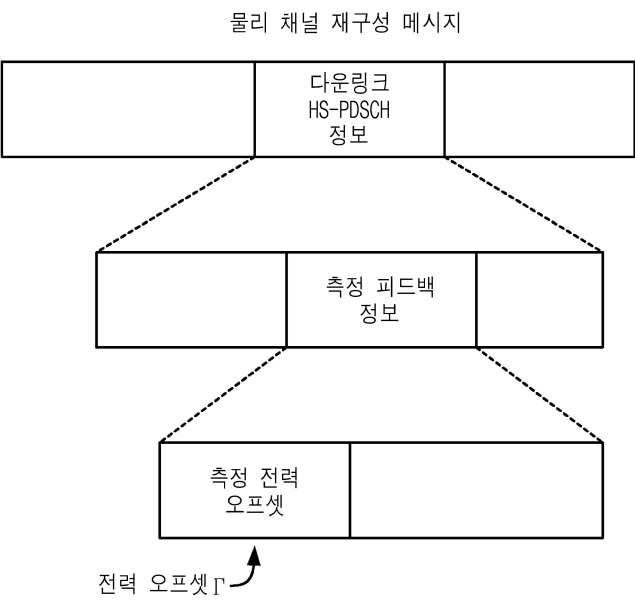 물리 채널 재구성 메시지
다운링크
HS-PDSCH
정보
측정 피드백
정보
측정 전력
오프셋
전력 오프셋 Γ